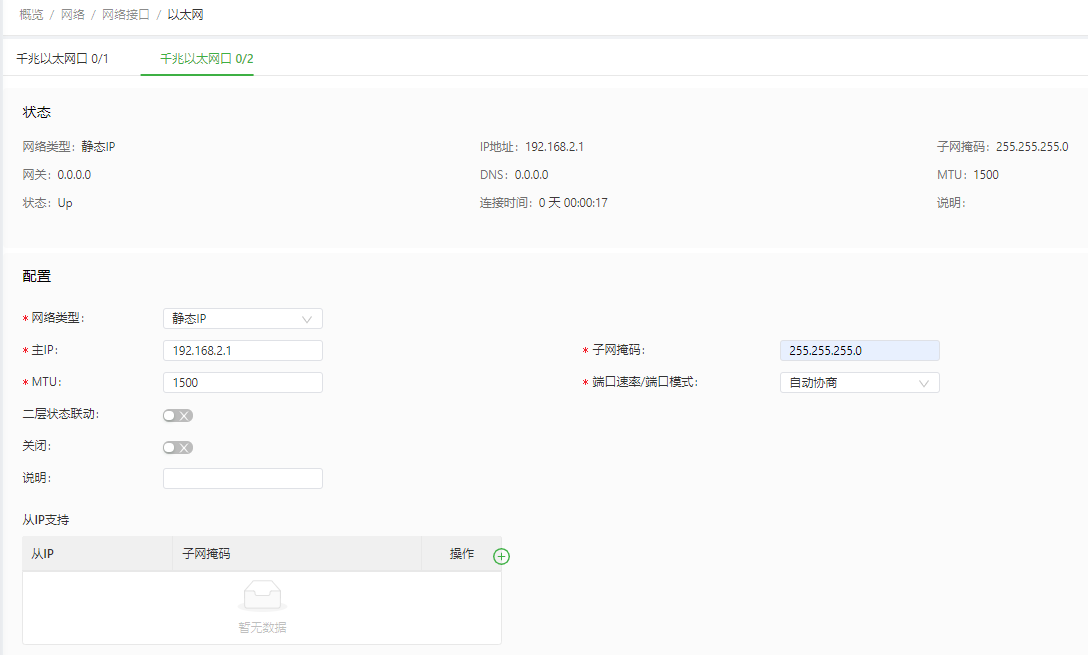 概览 / 网络 / 网络接口 / 以太网
千兆以太网口 0/1 千兆以太网口 0/2
状态
网络类型: 静态IP IP地址: 192.168.2.1 子网掩码: 255.255.255.0
网关: 0.0.0.0 DNS: 0.0.0.0 MTU: 1500
状态: Up 连接时间: 0 天 00:00:17 说明:
配置
* 网络类型: 静态IP
* 主IP: 192.168.2.1 * 子网掩码: 255.255.255.0
* MTU: 1500 * 端口速率/端口模式: 自动协商
二层状态联动:
关闭:
说明:
从IP支持
从IP 子网掩码 操作
暂无数据